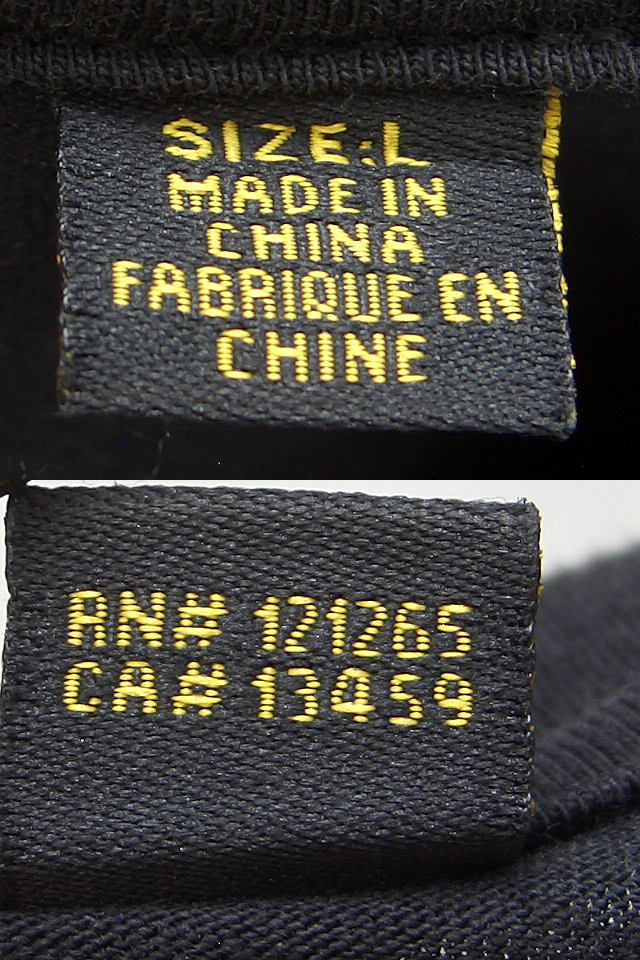 SIZE:L
MADE IN
CHINA
FABRIQUE EN
CHINE
RN# 121265
CA# 13459